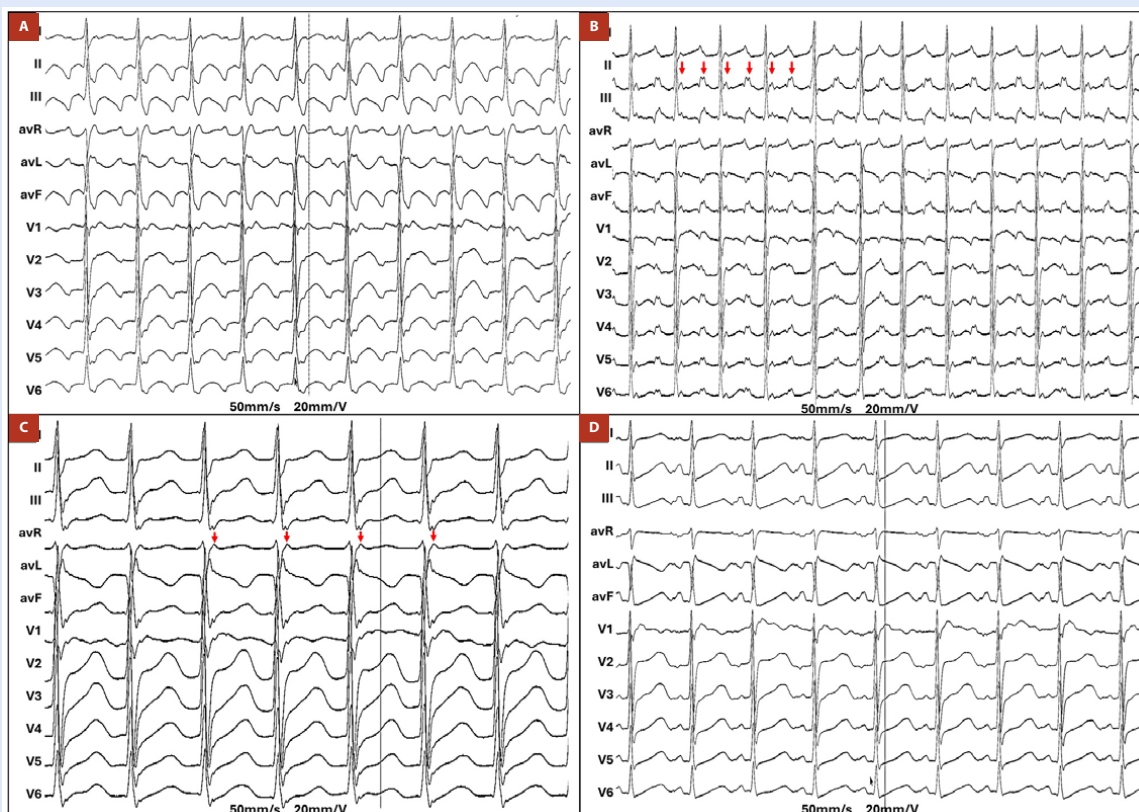 A
I
II
III
avR
avL
avF
V1
V2
V3
V4
V5
V6
50mm/s 20mm/V
B
I
II
III
avR
avL
avF
V1
V2
V3
V4
V5
V6
50mm/s 20mm/V
C
I
II
III
avR
avL
avF
V1
V2
V3
V4
V5
V6
50mm/s 20mm/V
D
I
II
III
avR
avL
avF
V1
V2
V3
V4
V5
V6
50mm/s 20mm/V